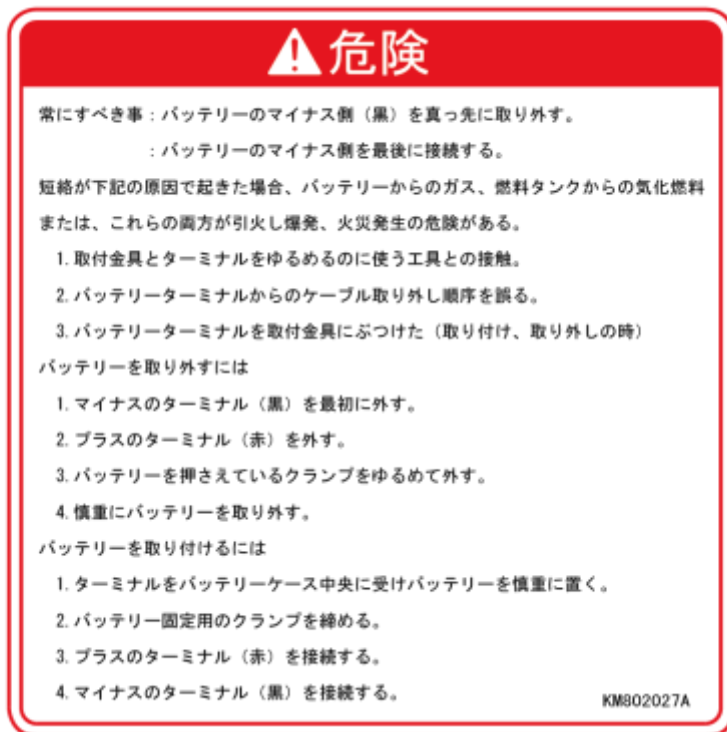 危険
常にすべき事：バッテリーのマイナス側（黒）を真っ先に取り外す。
：バッテリーのマイナス側を最後に接続する。
短絡が下記の原因で起きた場合、バッテリーからのガス、燃料タンクからの気化燃料
または、これらの両方が引火し爆発、火災発生の危険がある。
1. 取付金具とターミナルをゆるめるのに使う工具との接触。
2. バッテリーターミナルからのケーブル取り外し順序を誤る。
3. バッテリーターミナルを取付金具にぶつけた（取り付け、取り外しの時）
バッテリーを取り外すには
1. マイナスのターミナル（黒）を最初に外す。
2. プラスのターミナル（赤）を外す。
3. バッテリーを押さえているクランプをゆるめて外す。
4. 慎重にバッテリーを取り外す。
バッテリーを取り付けるには
1. ターミナルをバッテリーケース中央に受けバッテリーを慎重に置く。
2. バッテリー固定用のクランプを締める。
3. プラスのターミナル（赤）を接続する。
4. マイナスのターミナル（黒）を接続する。
KM802027A